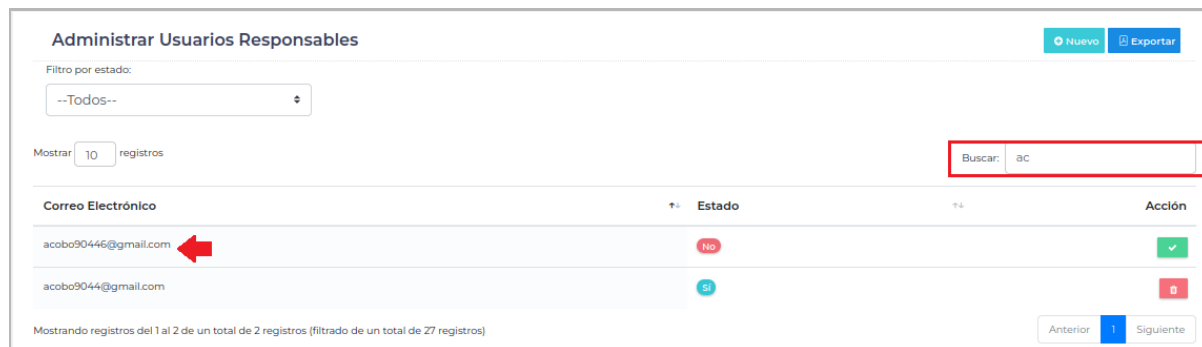 Administrar Usuarios Responsables
Nuevo Exportar
Filtro por estado:
--Todos--
Mostrar 10 registros
Buscar: ac
Correo Electrónico Estado Acción
acobo90446@gmail.com No
acobo9044@gmail.com Sí
Mostrando registros del 1 al 2 de un total de 2 registros (filtrado de un total de 27 registros)
Anterior 1 Siguiente